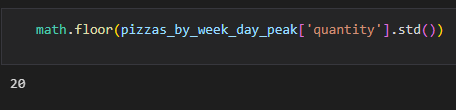 math.floor(pizzas_by_week_day_peak['quantity'].std())
20